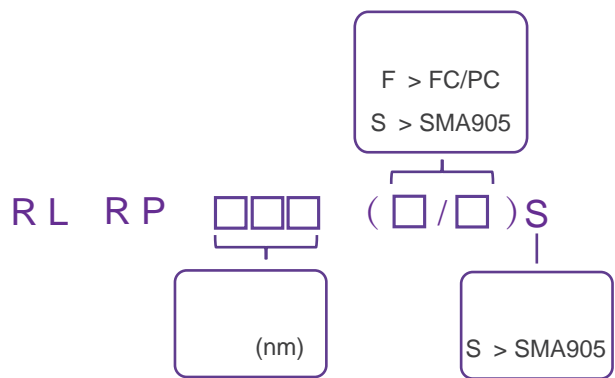 F > FC/PC
S > SMA905
RL RP □□□ (□/□)S
(nm)
S > SMA905